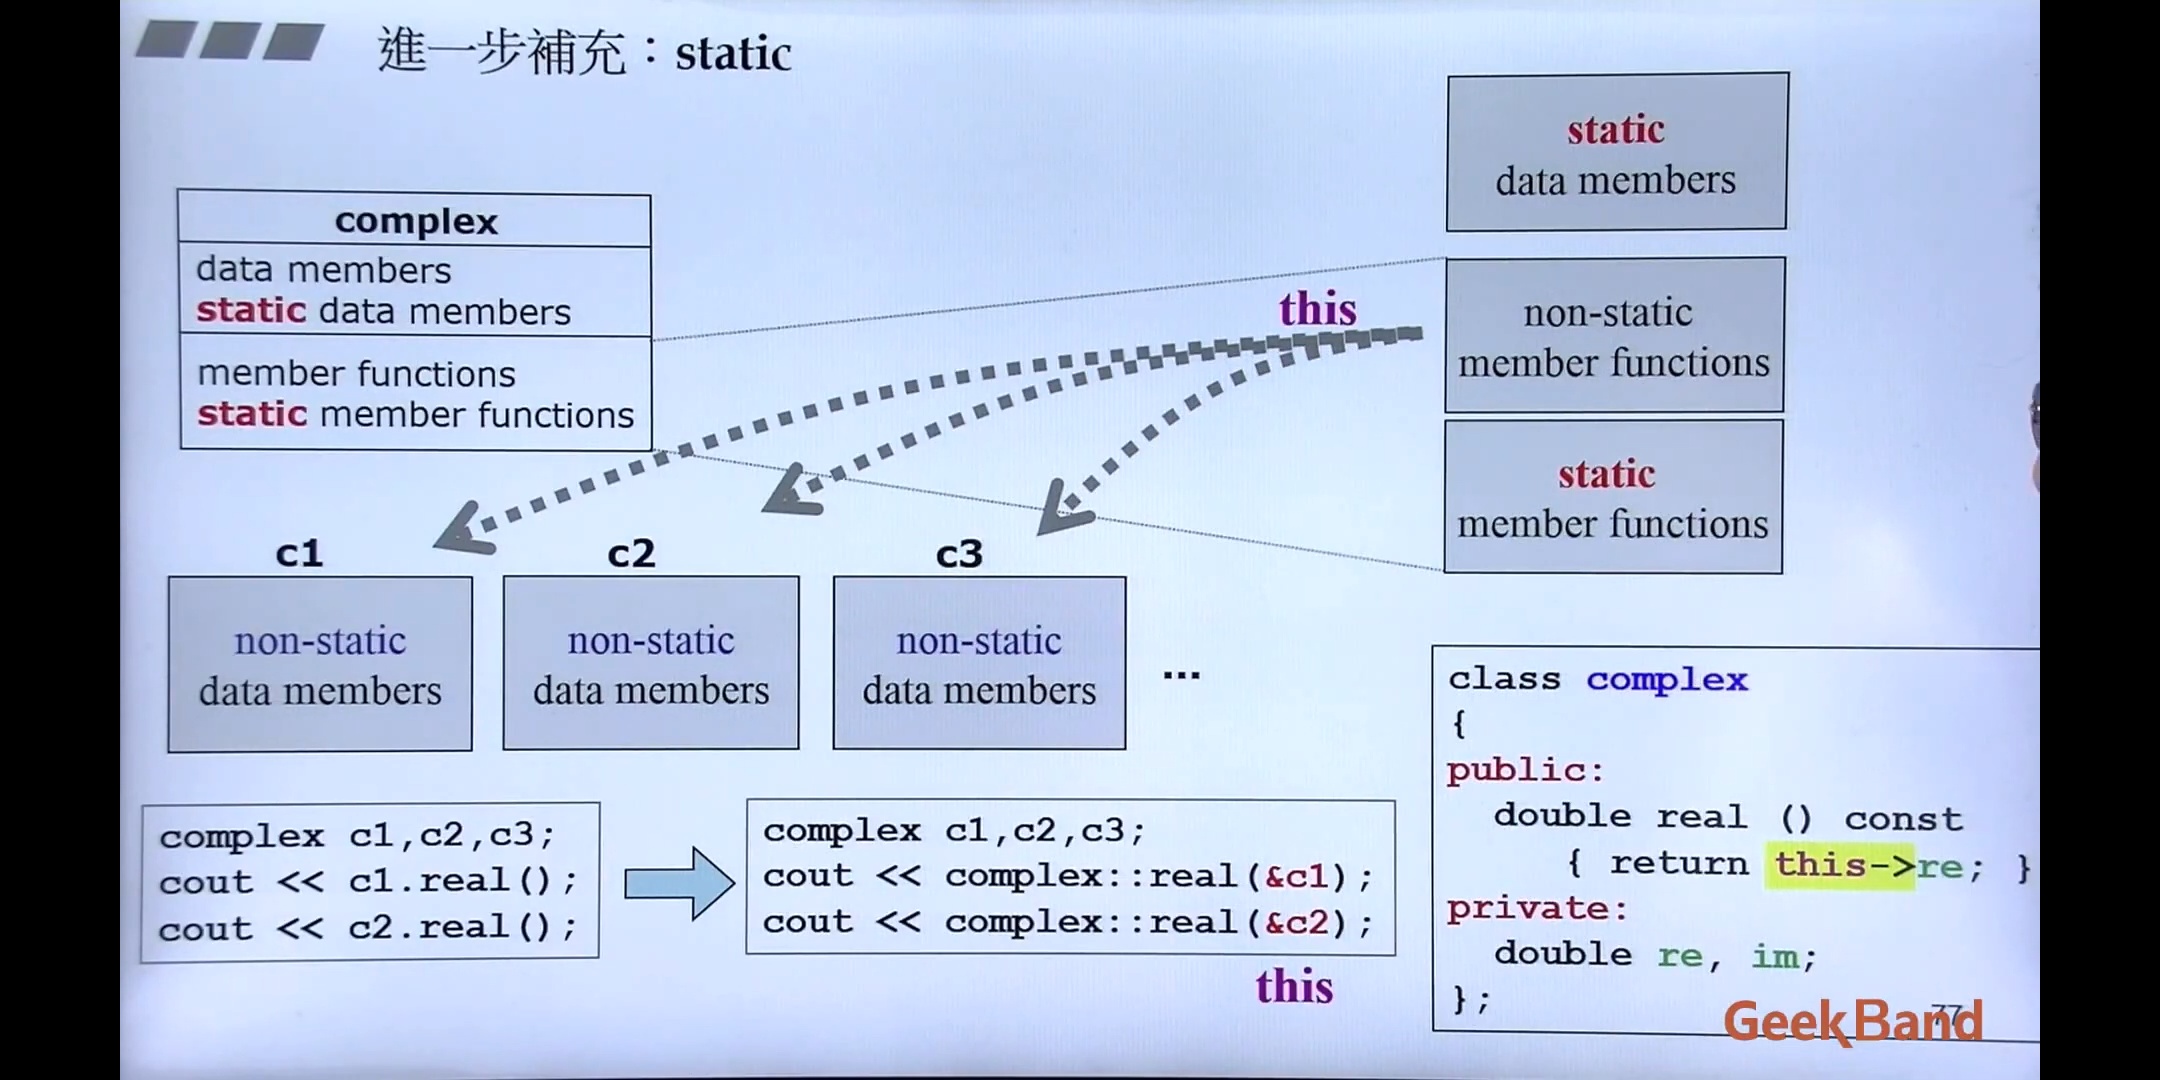 進一步補充：static
static
data members
complex
data members
static data members
member functions
static member functions
this
non-static
member functions
static
member functions
c1
c2
c3
non-static
data members
non-static
data members
non-static
data members
...
complex c1,c2,c3;
cout << c1.real();
cout << c2.real();
complex c1,c2,c3;
cout << complex::real(&c1);
cout << complex::real(&c2);
this
class complex
{
public:
double real () const
{ return this->re; }
private:
double re, im;
};
77
GeekBand